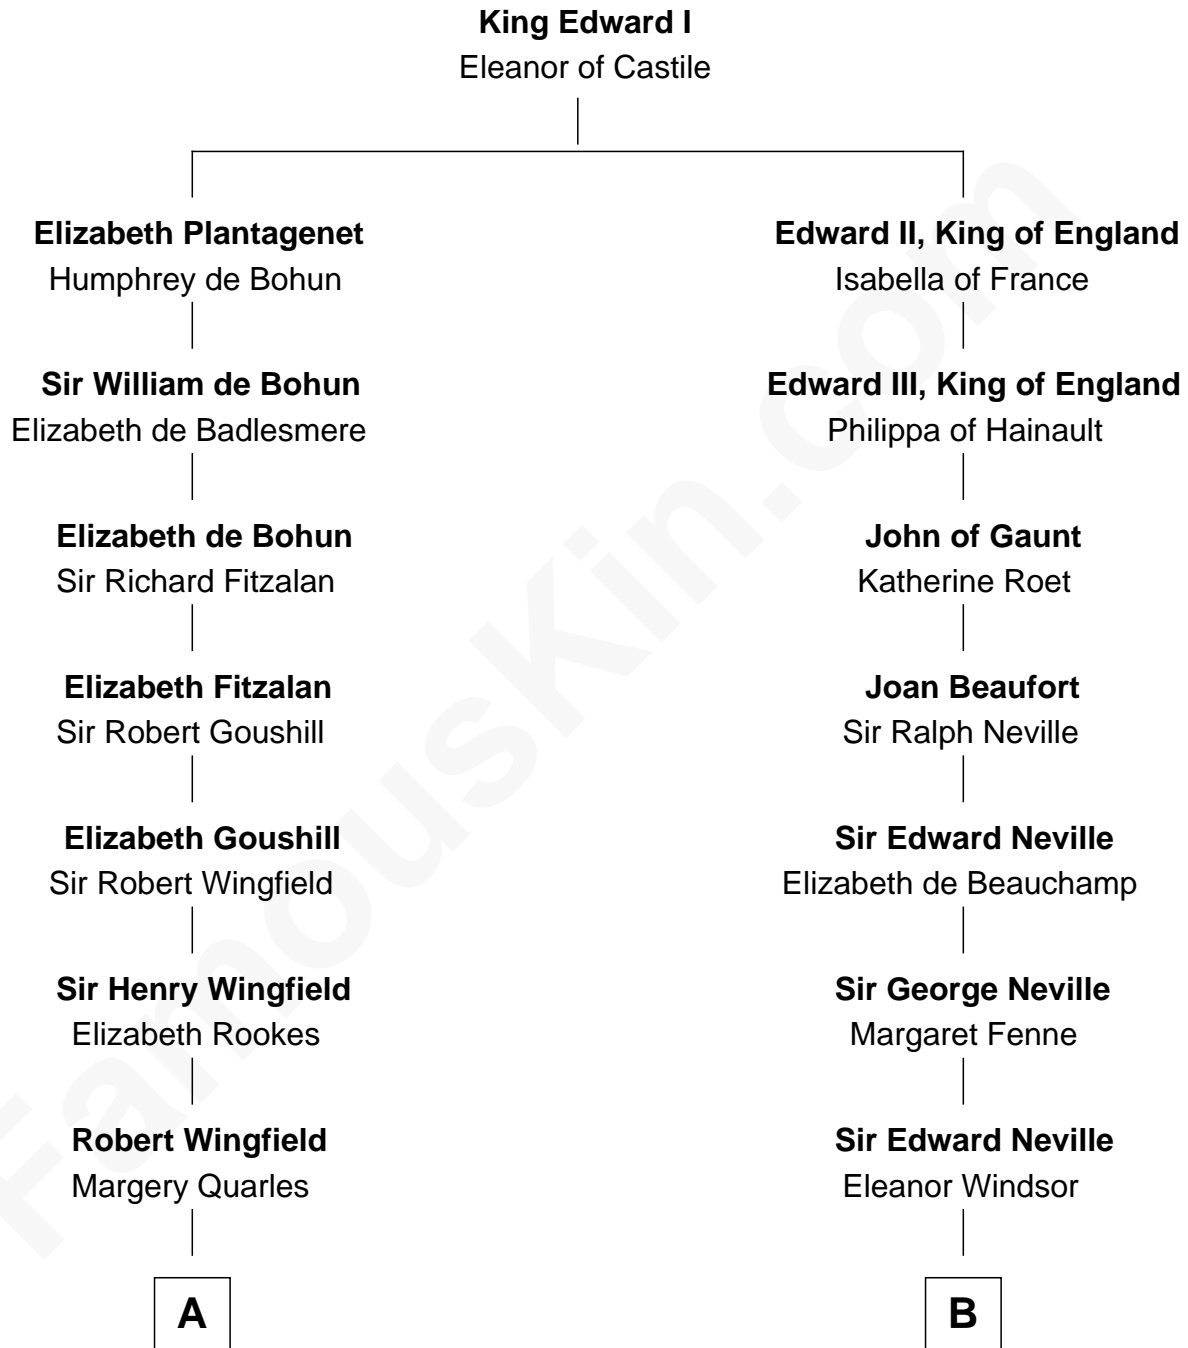 King Edward I
Eleanor of Castile
Elizabeth Plantagenet
Humphrey de Bohun
Edward II, King of England
Isabella of France
Sir William de Bohun
Elizabeth de Badlesmere
Edward III, King of England
Philippa of Hainault
Elizabeth de Bohun
Sir Richard Fitzalan
John of Gaunt
Katherine Roet
Elizabeth Fitzalan
Sir Robert Goushill
Joan Beaufort
Sir Ralph Neville
Elizabeth Goushill
Sir Robert Wingfield
Sir Edward Neville
Elizabeth de Beauchamp
Sir Henry Wingfield
Elizabeth Rookes
Sir George Neville
Margaret Fenne
Robert Wingfield
Margery Quarles
Sir Edward Neville
Eleanor Windsor
A
B
FamousKin.com